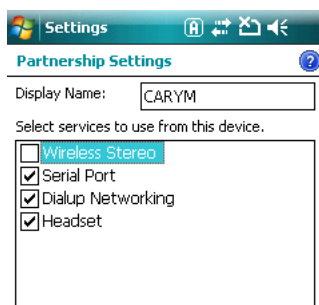 Settings
Partnership Settings
Display Name: CARYM
Select services to use from this device.
Wireless Stereo
Serial Port
Dialup Networking
Headset